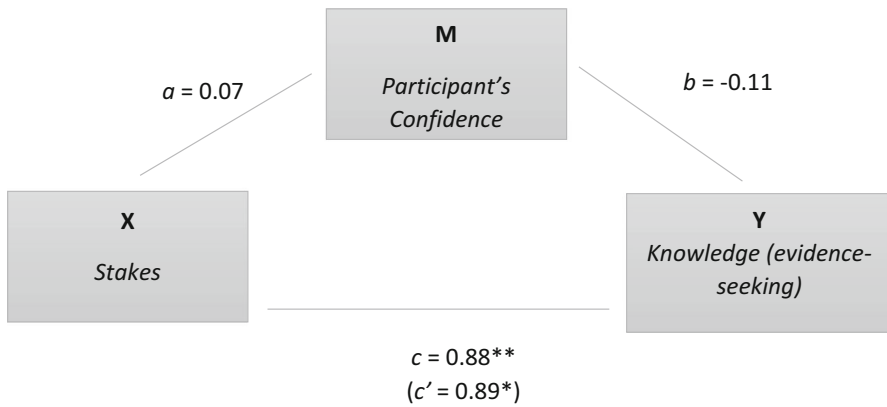 M
Participant's
Confidence
a = 0.07
b = -0.11
X
Stakes
Y
Knowledge (evidence-
seeking)
c = 0.88**
(c' = 0.89*)